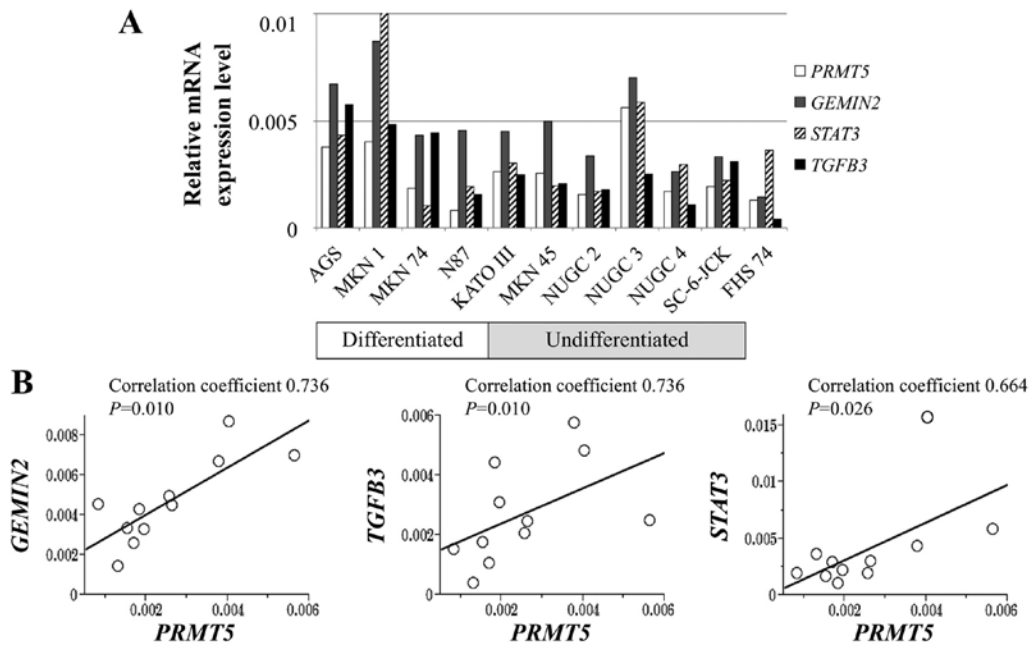 A
Relative mRNA
expression level
0.01
0.005
0
PRMT5
GEMIN2
STAT3
TGFB3
AGS
MKN 1
MKN 74
N87
KATO III
MKN 45
NUGC 2
NUGC 3
NUGC 4
SC-6-JCK
FHS 74
Differentiated
Undifferentiated
B
Correlation coefficient 0.736
P=0.010
GEMIN2
0.008
0.006
0.004
0.002
0
0.002
0.004
0.006
PRMT5
Correlation coefficient 0.736
P=0.010
TGFB3
0.006
0.004
0.002
0
0.002
0.004
0.006
PRMT5
Correlation coefficient 0.664
P=0.026
STAT3
0.015
0.01
0.005
0
0.002
0.004
0.006
PRMT5